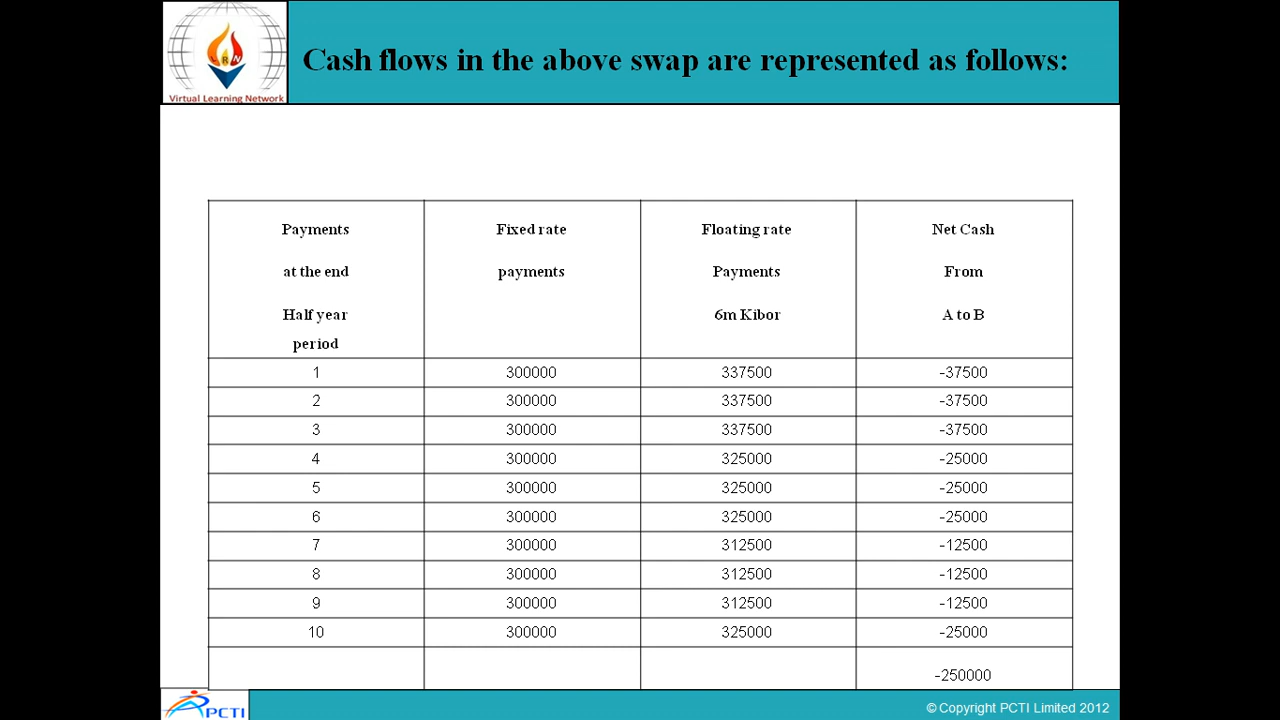 Virtual Learning Network
Cash flows in the above swap are represented as follows:
Payments at the end Half year period | Fixed rate payments | Floating rate Payments 6m Kibor | Net Cash From A to B
1 300000 337500 -37500
2 300000 337500 -37500
3 300000 337500 -37500
4 300000 325000 -25000
5 300000 325000 -25000
6 300000 325000 -25000
7 300000 312500 -12500
8 300000 312500 -12500
9 300000 312500 -12500
10 300000 325000 -25000
-250000
PCTI
© Copyright PCTI Limited 2012